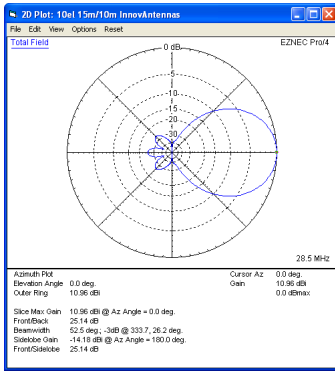 2D Plot: 10el 15m/10m InnovAntennas
File Edit View Options Reset
Total Field
EZNEC Pro/4
0 dB
-5
-10
-15
-20
-30
28.5 MHz
Azimuth Plot
Elevation Angle 0.0 deg.
Outer Ring 10.96 dBi
Cursor Az 0.0 deg.
Gain 10.96 dBi
0.0 dBmax
Slice Max Gain 10.96 dBi @ Az Angle = 0.0 deg.
Front/Back 25.14 dB
Beamwidth 52.5 deg.; -3dB @ 333.7, 26.2 deg.
Sidelobe Gain -14.18 dBi @ Az Angle = 180.0 deg.
Front/Sidelobe 25.14 dB